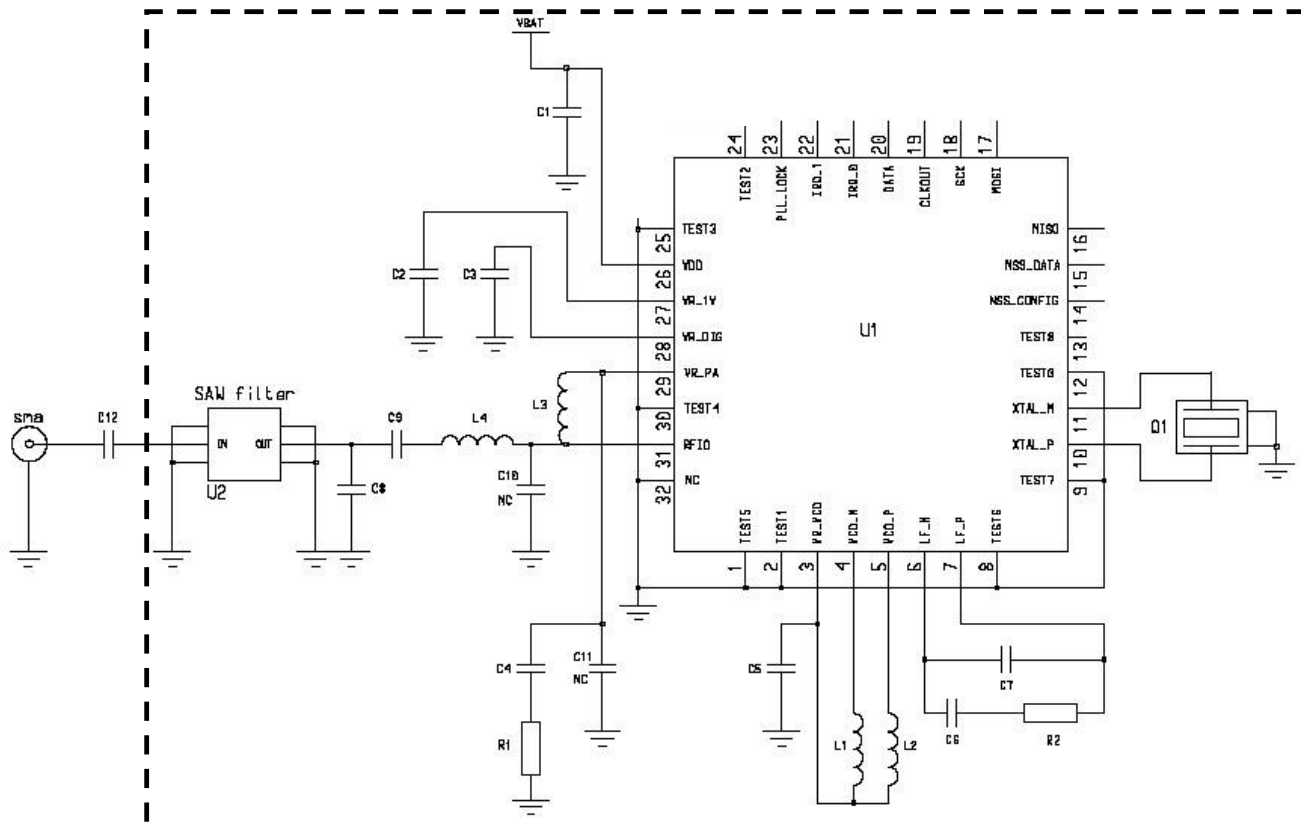 VBAT
C1
24
23
22
21
20
19
18
17
TEST2
PLL_LOCK
IRQ_1
IRQ_0
DATA
CLKOUT
SCK
MOSI
TEST3
25
MISO
16
VDD
26
NSS_DATA
15
C2
C3
VR_1V
27
NSS_CONFIG
14
U1
VR_DIG
28
TEST8
13
VR_PA
29
TEST0
12
SAW filter
L3
TEST4
30
XTAL_M
11
Q1
sma
C12
IN
OUT
C9
L4
RFIO
31
XTAL_P
10
U2
C8
C10
NC
NC
32
TEST7
9
TEST5
TEST1
VR_VCO
VCO_M
VCO_P
LF_M
LF_P
TEST6
1
2
3
4
5
6
7
8
C4
C11
NC
C5
C7
R1
L1
L2
C6
R2